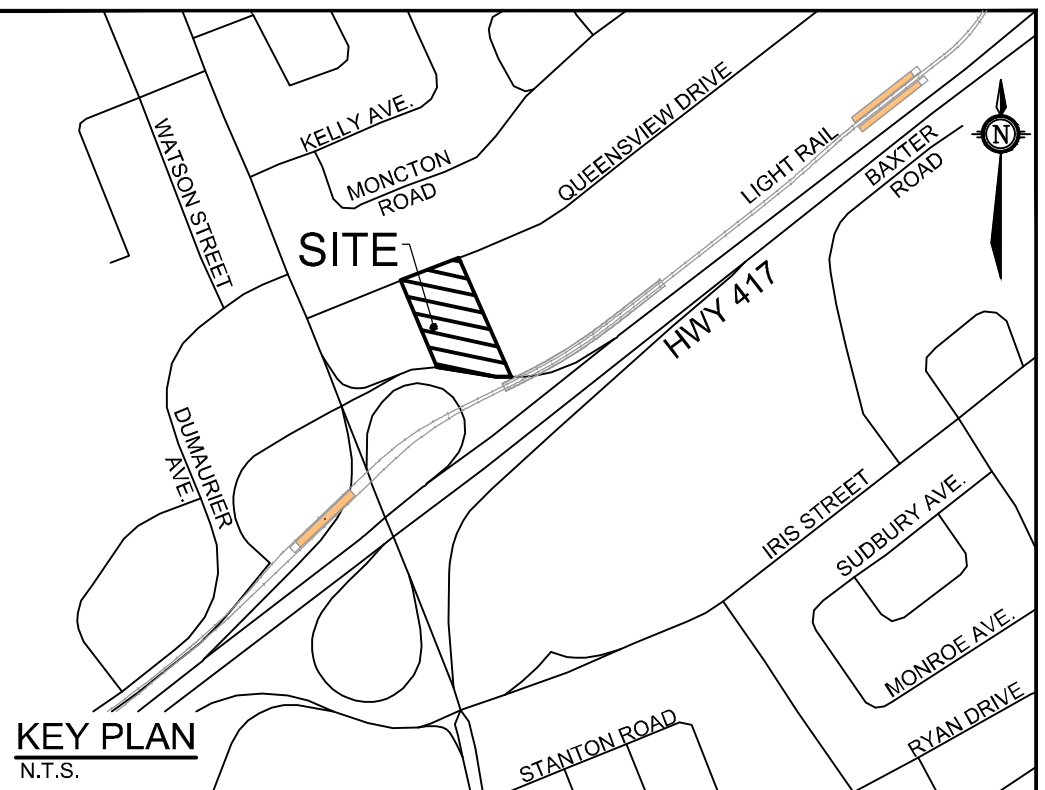 KELLY AVE.
MONCTON
ROAD
WATSON STREET
QUEENSVIEW DRIVE
LIGHT RAIL
BAXTER
ROAD
N
SITE
HWY 417
DUMAURIER
AVE.
IRIS STREET
SUDBURY AVE.
MONROE AVE.
RYAN DRIVE
STANTON ROAD
KEY PLAN
N.T.S.